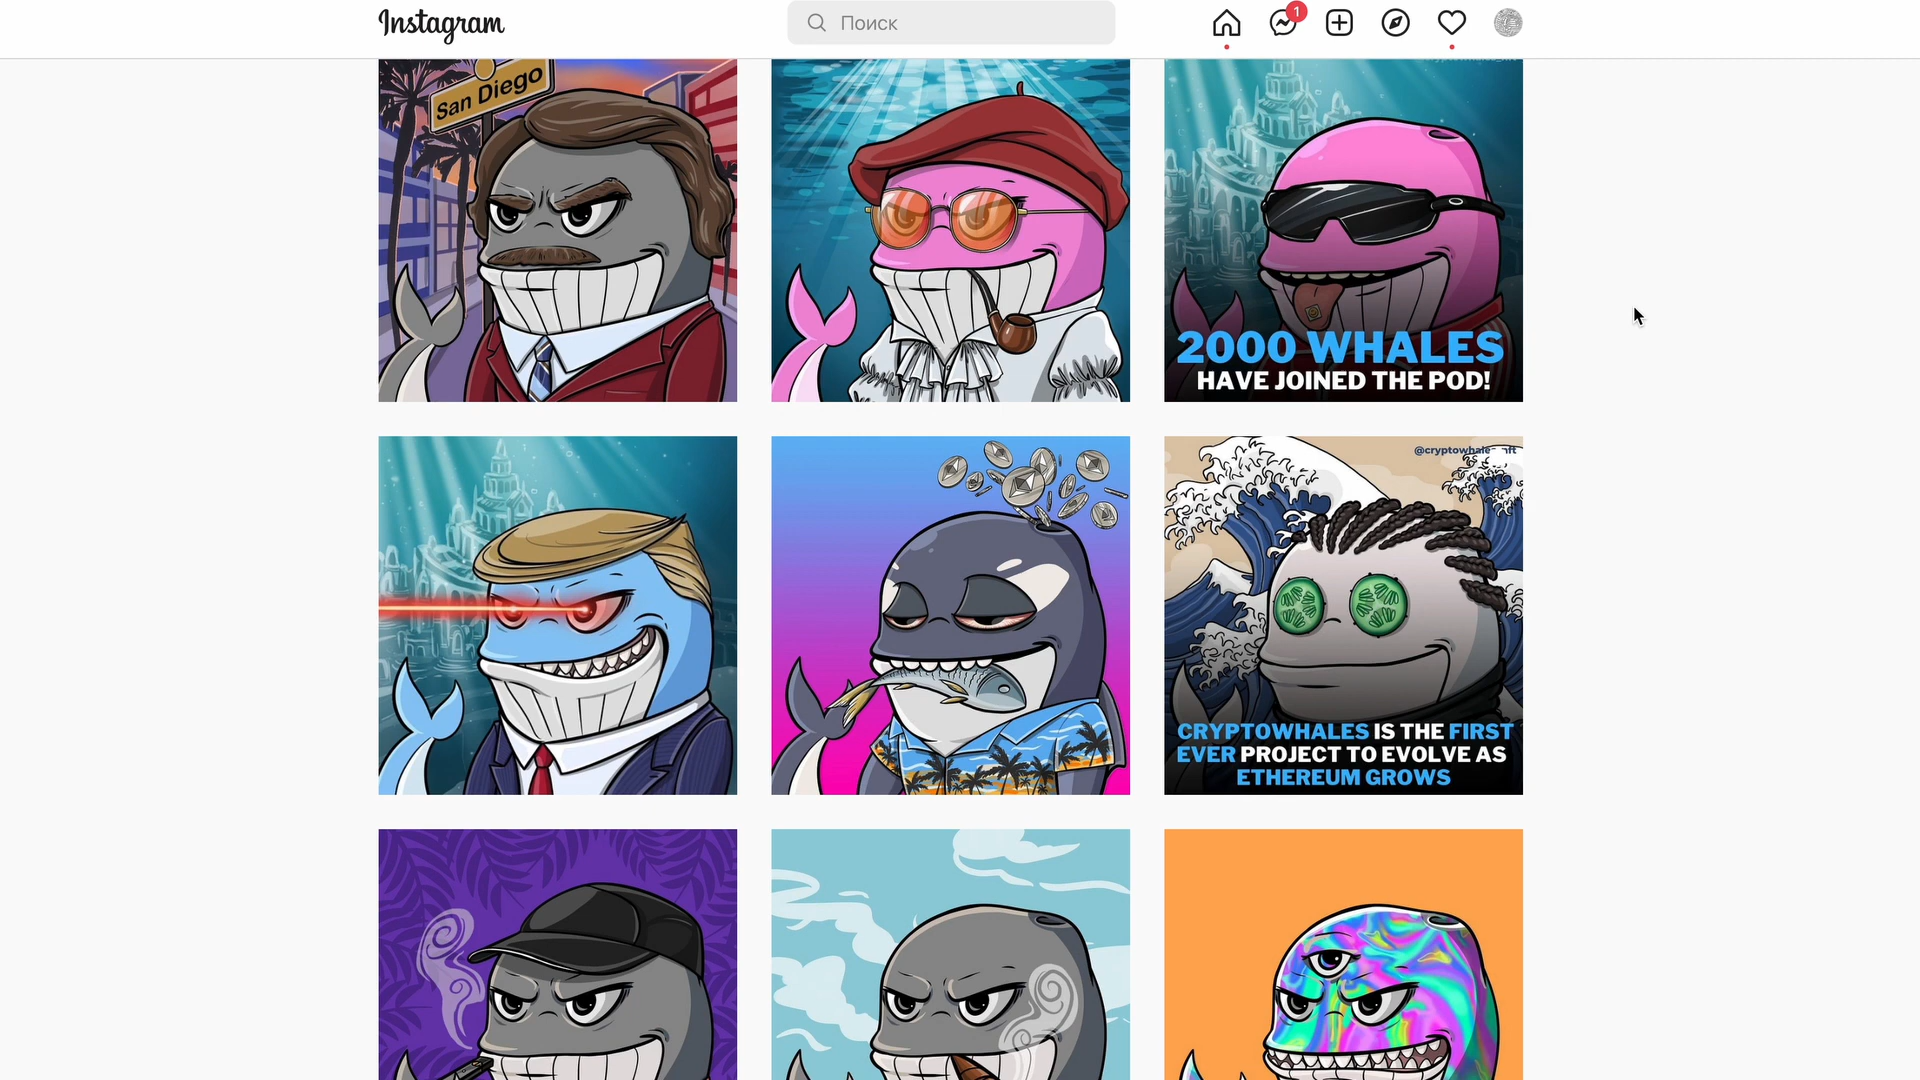 Instagram
Поиск
1
San Diego
2000 WHALES
HAVE JOINED THE POD!
CRYPTOWHALES IS THE FIRST
EVER PROJECT TO EVOLVE AS
ETHEREUM GROWS